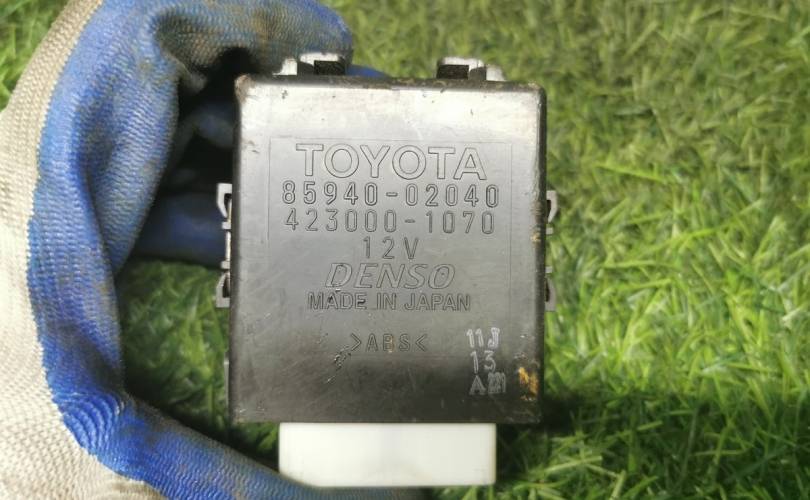 TOYOTA
85940-02040
423000-1070
12V
DENSO
MADE IN JAPAN
>ABS<
11J
13
A